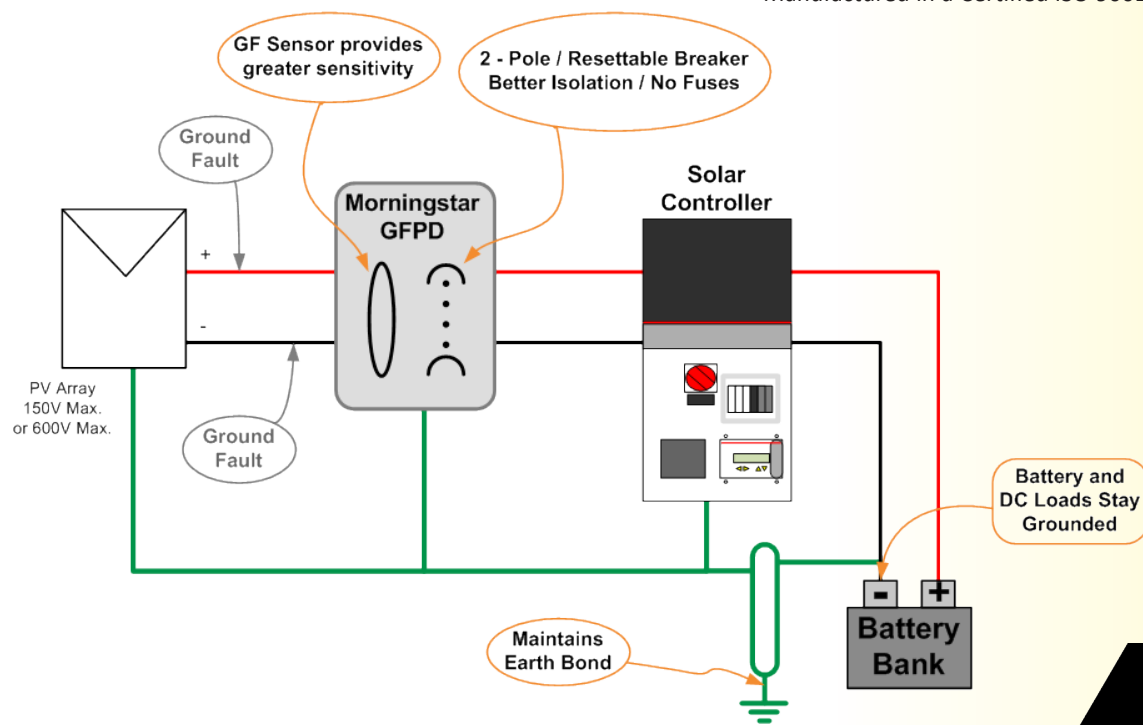 GF Sensor provides
greater sensitivity
2 - Pole / Resettable Breaker
Better Isolation / No Fuses
Ground
Fault
Morningstar
GFPD
Solar
Controller
+
-
PV Array
150V Max.
or 600V Max.
Ground
Fault
Battery and
DC Loads Stay
Grounded
Maintains
Earth Bond
- +
Battery
Bank